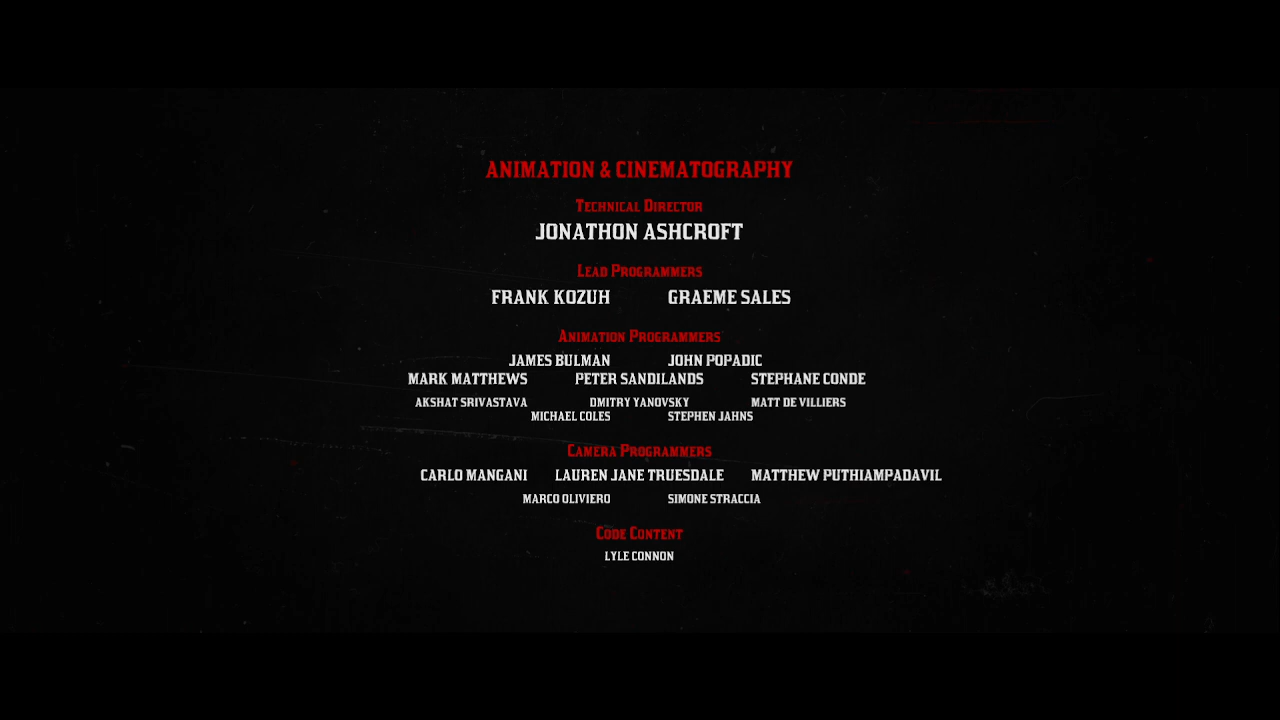 ANIMATION & CINEMATOGRAPHY
TECHNICAL DIRECTOR
JONATHON ASHCROFT
LEAD PROGRAMMERS
FRANK KOZUH GRAEME SALES
ANIMATION PROGRAMMERS
JAMES BULMAN JOHN POPADIC
MARK MATTHEWS PETER SANDILANDS STEPHANE CONDE
AKSHAT SRIVASTAVA DMITRY YANOVSKY MATT DE VILLIERS
MICHAEL COLES STEPHEN JAHNS
CAMERA PROGRAMMERS
CARLO MANGANI LAUREN JANE TRUESDALE MATTHEW PUTHIAMPADAVIL
MARCO OLIVIERO SIMONE STRACCIA
CODE CONTENT
LYLE CONNON